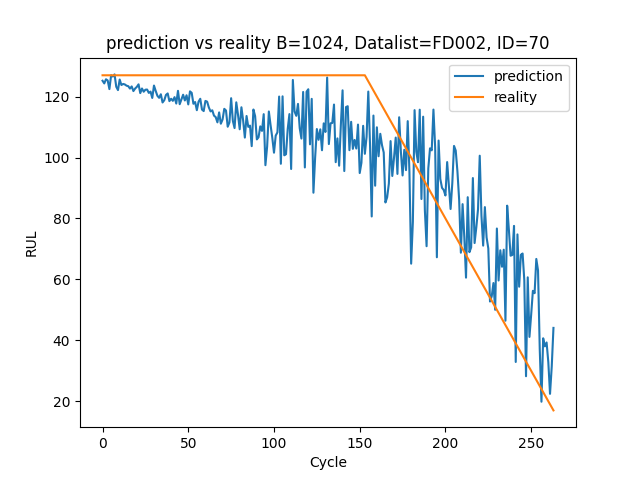 prediction vs reality B=1024, Datalist=FD002, ID=70
prediction
reality
120
100
80
60
40
20
RUL
0 50 100 150 200 250
Cycle